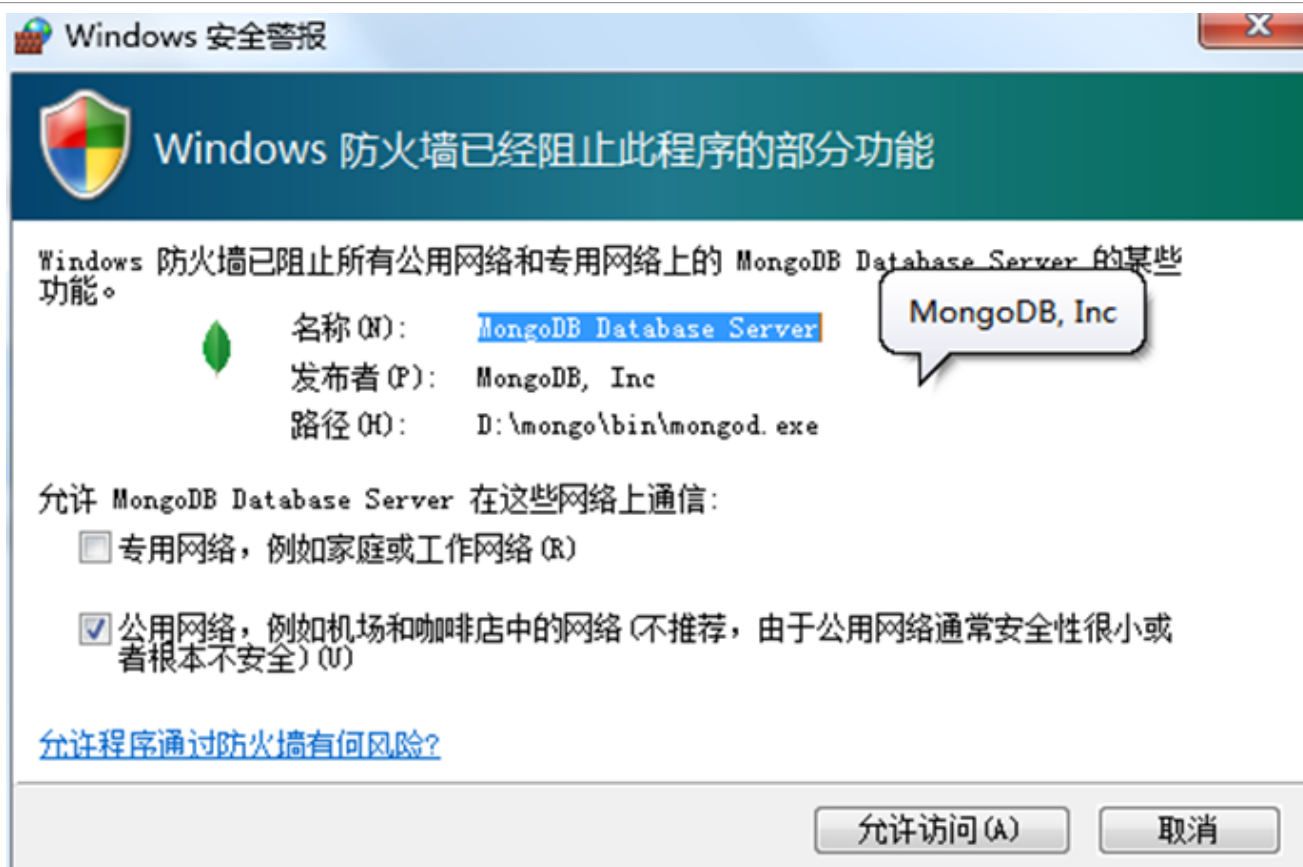 Windows 安全警报
Windows 防火墙已经阻止此程序的部分功能
Windows 防火墙已阻止所有公用网络和专用网络上的 MongoDB Database Server 的某些
功能。
MongoDB, Inc
名称(N): MongoDB Database Server
发布者(P): MongoDB, Inc
路径(H): D:\mongo\bin\mongod.exe
允许 MongoDB Database Server 在这些网络上通信:
专用网络，例如家庭或工作网络(R)
公用网络，例如机场和咖啡店中的网络(不推荐，由于公用网络通常安全性很小或
者根本不安全)(U)
允许程序通过防火墙有何风险?
允许访问(A) 取消